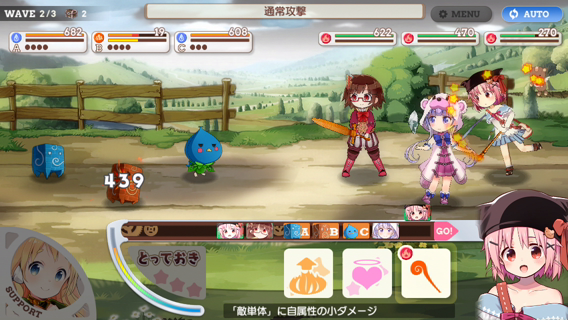 WAVE 2/3 2
通常攻撃
MENU
AUTO
682
A
19
B
608
C
622
470
270
439
A
B
C
GO!
とっておき
SUPPORT
「敵単体」に自属性の小ダメージ